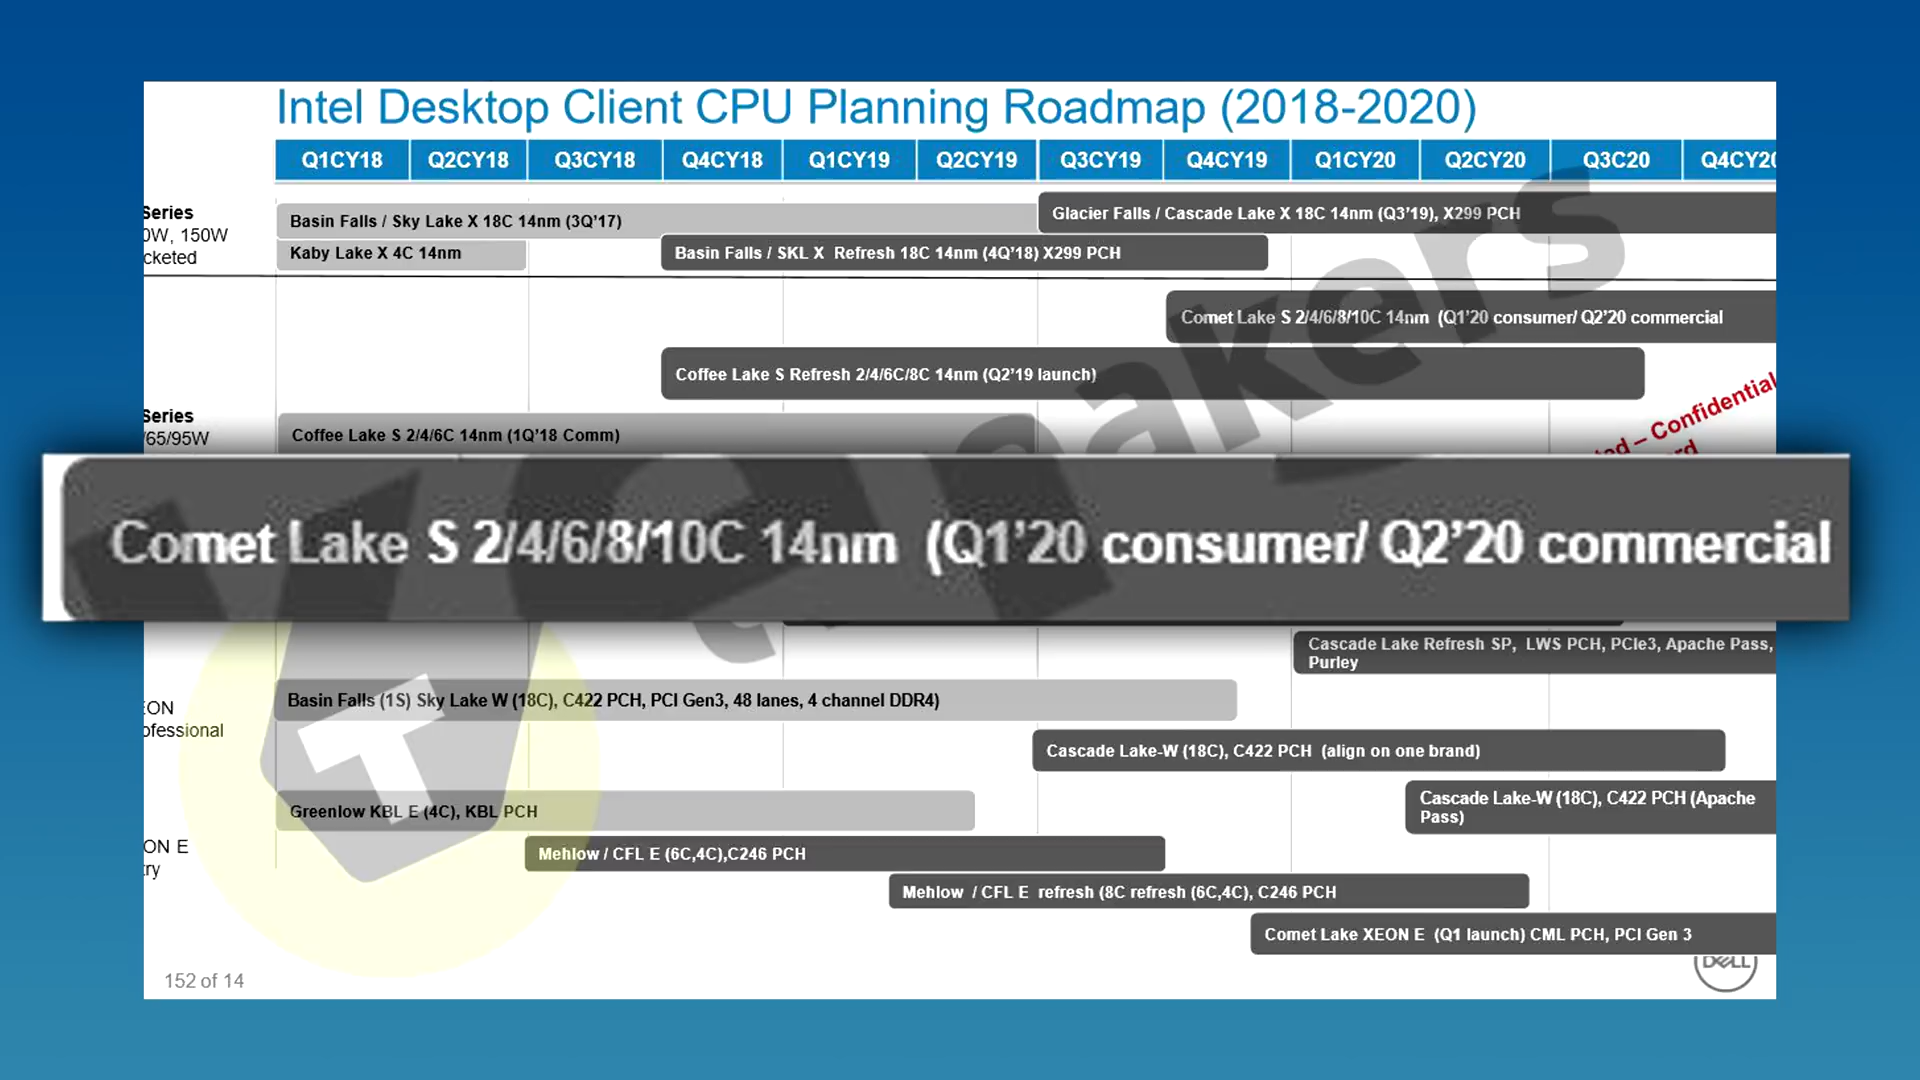 Intel Desktop Client CPU Planning Roadmap (2018-2020)
Q1CY18 Q2CY18 Q3CY18 Q4CY18 Q1CY19 Q2CY19 Q3CY19 Q4CY19 Q1CY20 Q2CY20 Q3C20 Q4CY20
Series
0W, 150W
cketed
Basin Falls / Sky Lake X 18C 14nm (3Q'17)
Glacier Falls / Cascade Lake X 18C 14nm (Q3'19), X299 PCH
Kaby Lake X 4C 14nm
Basin Falls / SKL X Refresh 18C 14nm (4Q'18) X299 PCH
Comet Lake S 2/4/6/8/10C 14nm (Q1'20 consumer/ Q2'20 commercial
Coffee Lake S Refresh 2/4/6C/8C 14nm (Q2'19 launch)
Series
/65/95W
Coffee Lake S 2/4/6C 14nm (1Q'18 Comm)
– Confidential
Comet Lake S 2/4/6/8/10C 14nm (Q1'20 consumer/ Q2'20 commercial
Cascade Lake Refresh SP, LWS PCH, PCIe3, Apache Pass,
Purley
ON
ofessional
Basin Falls (1S) Sky Lake W (18C), C422 PCH, PCI Gen3, 48 lanes, 4 channel DDR4)
Cascade Lake-W (18C), C422 PCH (align on one brand)
Cascade Lake-W (18C), C422 PCH (Apache
Pass)
Greenlow KBL E (4C), KBL PCH
ON E
ry
Mehlow / CFL E (6C,4C),C246 PCH
Mehlow / CFL E refresh (8C refresh (6C,4C), C246 PCH
Comet Lake XEON E (Q1 launch) CML PCH, PCI Gen 3
152 of 14
DELL